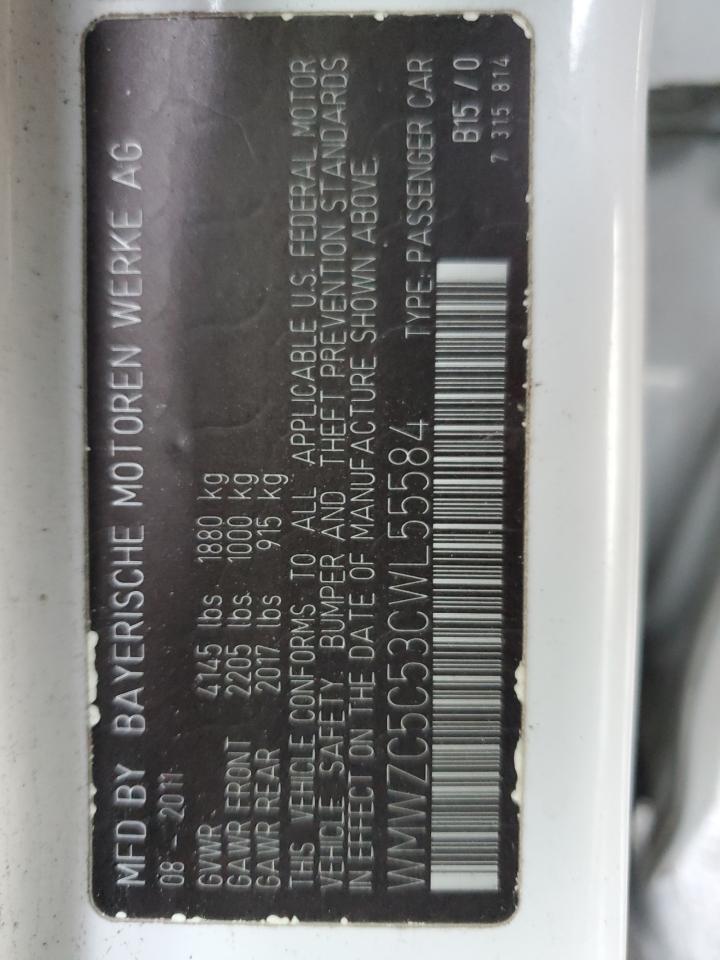 MFD BY BAYERISCHE MOTOREN WERKE AG
08 - 2011
GVWR 4145 lbs 1880 kg
GAWR FRONT 2205 lbs 1000 kg
GAWR REAR 2017 lbs 915 kg
THIS VEHICLE CONFORMS TO ALL APPLICABLE U.S. FEDERAL MOTOR
VEHICLE SAFETY, BUMPER AND THEFT PREVENTION STANDARDS
IN EFFECT ON THE DATE OF MANUFACTURE SHOWN ABOVE.
WMWZC5C53CWL55584 TYPE: PASSENGER CAR
B15 / 0
7 315 814